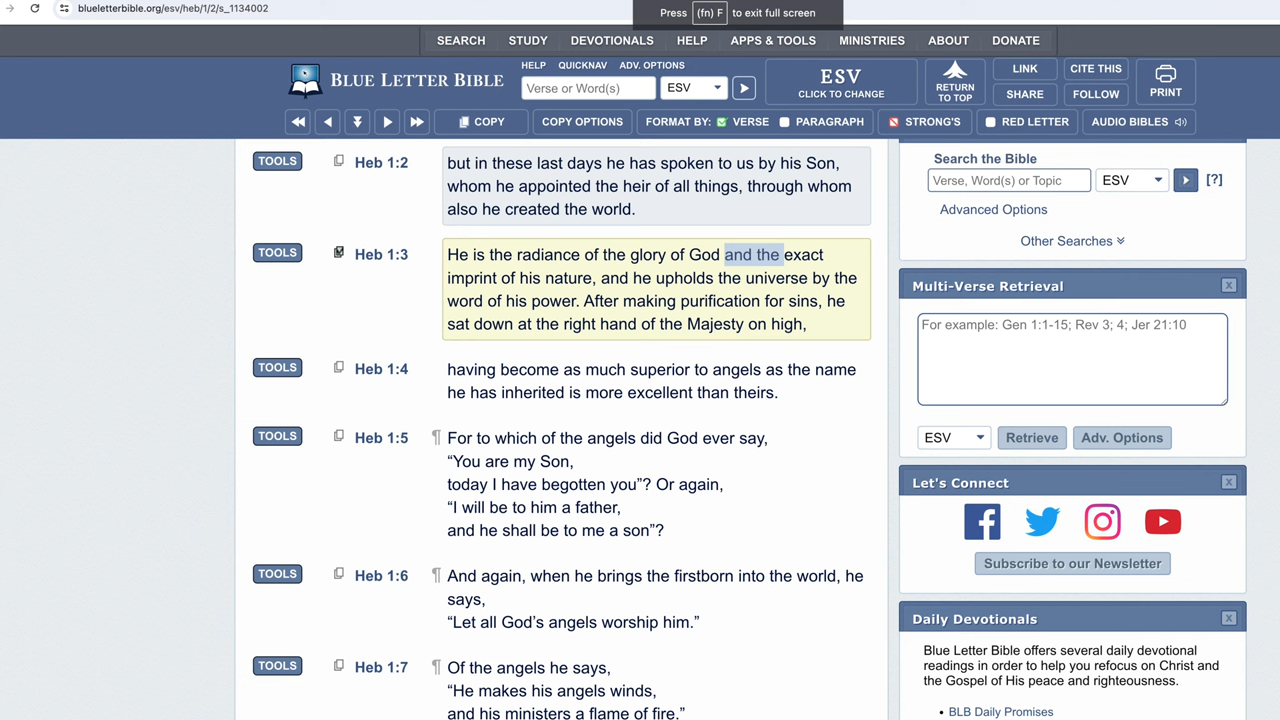 blueletterbible.org/esv/heb/1/2/s_1134002
Press (fn) F to exit full screen
SEARCH STUDY DEVOTIONALS HELP APPS & TOOLS MINISTRIES ABOUT DONATE
BLUE LETTER BIBLE
HELP QUICKNAV ADV. OPTIONS
Verse or Word(s) ESV
ESV
CLICK TO CHANGE
RETURN
TO TOP
LINK CITE THIS
SHARE FOLLOW
PRINT
COPY COPY OPTIONS FORMAT BY: VERSE PARAGRAPH STRONG'S RED LETTER AUDIO BIBLES
TOOLS Heb 1:2 but in these last days he has spoken to us by his Son,
whom he appointed the heir of all things, through whom
also he created the world.
TOOLS Heb 1:3 He is the radiance of the glory of God and the exact
imprint of his nature, and he upholds the universe by the
word of his power. After making purification for sins, he
sat down at the right hand of the Majesty on high,
TOOLS Heb 1:4 having become as much superior to angels as the name
he has inherited is more excellent than theirs.
TOOLS Heb 1:5 ¶ For to which of the angels did God ever say,
“You are my Son,
today I have begotten you”? Or again,
“I will be to him a father,
and he shall be to me a son”?
TOOLS Heb 1:6 ¶ And again, when he brings the firstborn into the world, he
says,
“Let all God’s angels worship him.”
TOOLS Heb 1:7 ¶ Of the angels he says,
“He makes his angels winds,
and his ministers a flame of fire.”
Search the Bible
Verse, Word(s) or Topic ESV [?]
Advanced Options
Other Searches
Multi-Verse Retrieval
For example: Gen 1:1-15; Rev 3; 4; Jer 21:10
ESV Retrieve Adv. Options
Let's Connect
Subscribe to our Newsletter
Daily Devotionals
Blue Letter Bible offers several daily devotional
readings in order to help you refocus on Christ and
the Gospel of His peace and righteousness.
• BLB Daily Promises